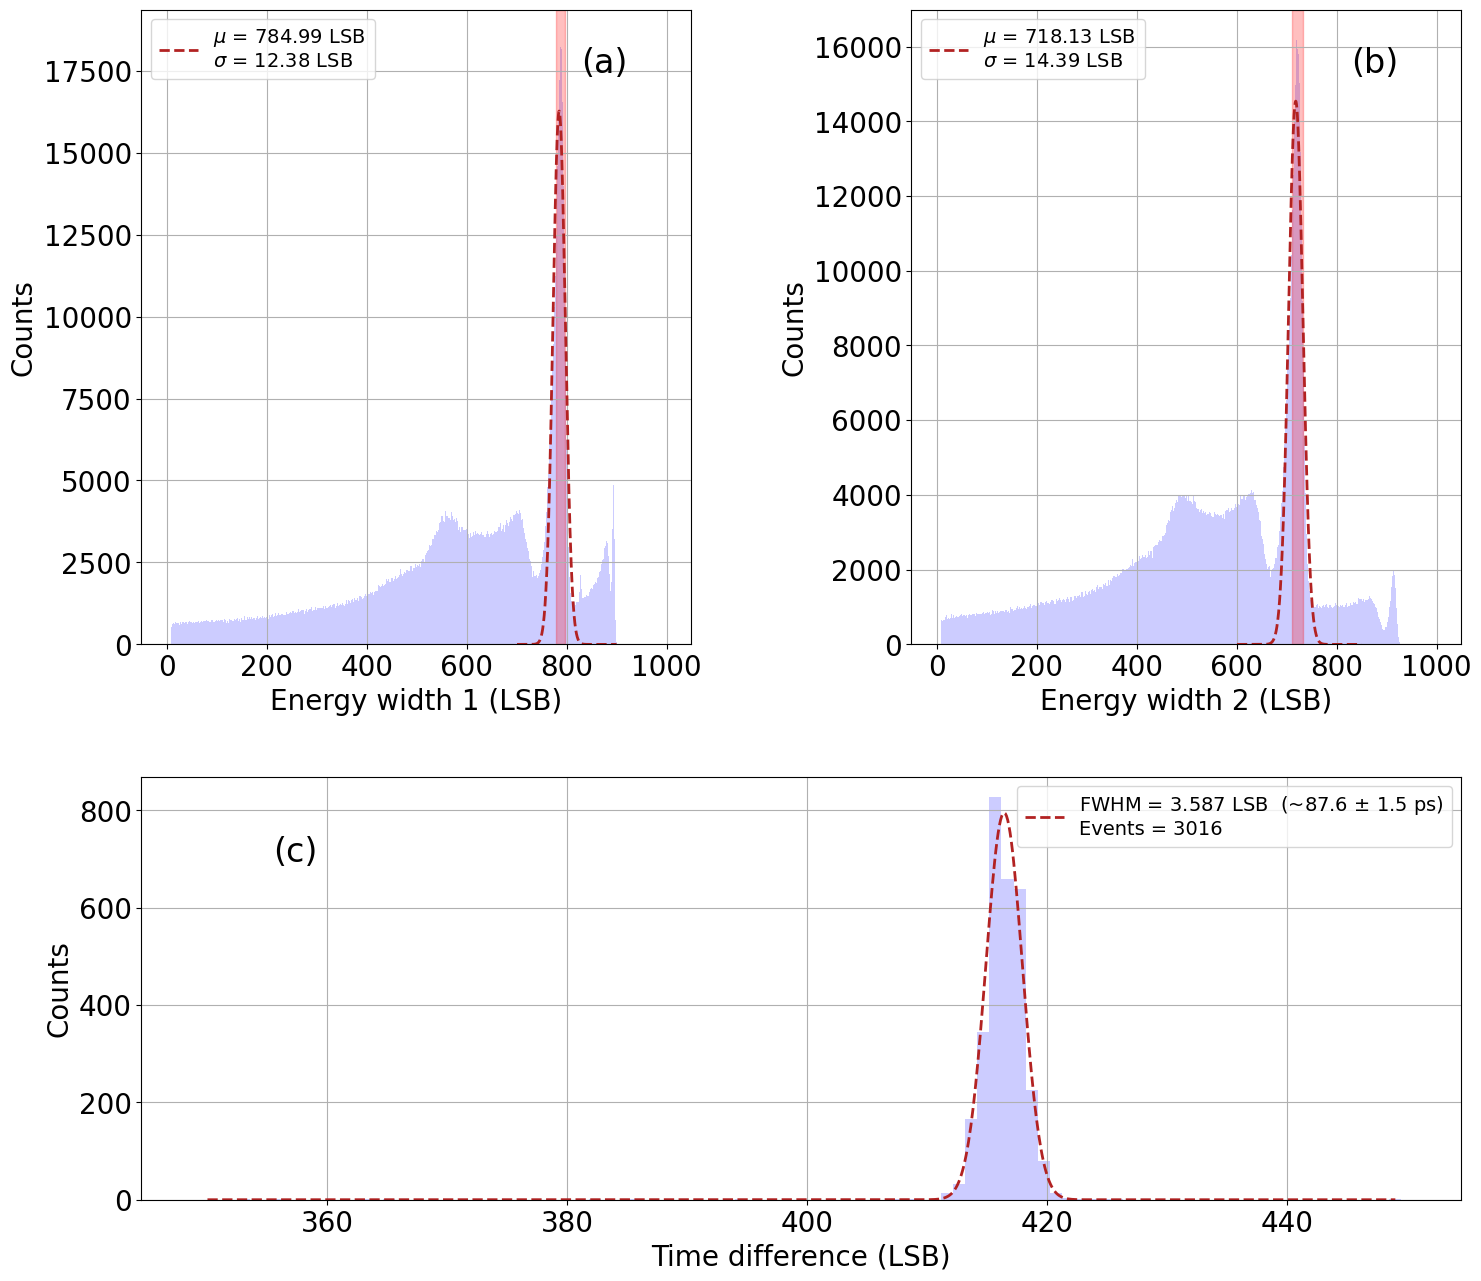 μ = 784.99 LSB
σ = 12.38 LSB
(a)
17500
15000
12500
10000
7500
5000
2500
0
Counts
0 200 400 600 800 1000
Energy width 1 (LSB)
μ = 718.13 LSB
σ = 14.39 LSB
(b)
16000
14000
12000
10000
8000
6000
4000
2000
0
Counts
0 200 400 600 800 1000
Energy width 2 (LSB)
FWHM = 3.587 LSB (~87.6 ± 1.5 ps)
Events = 3016
(c)
800
600
400
200
0
Counts
360 380 400 420 440
Time difference (LSB)